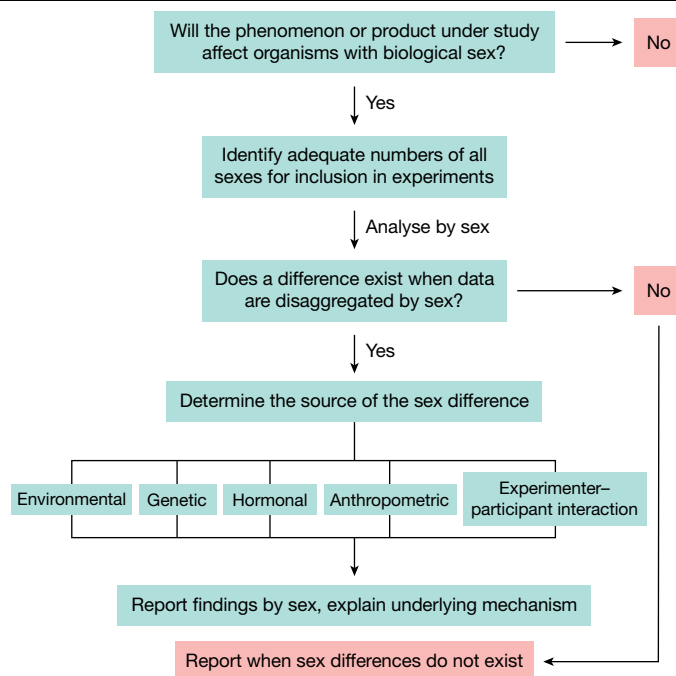 Will the phenomenon or product under study
affect organisms with biological sex?
No
Yes
Identify adequate numbers of all
sexes for inclusion in experiments
Analyse by sex
Does a difference exist when data
are disaggregated by sex?
No
Yes
Determine the source of the sex difference
Environmental
Genetic
Hormonal
Anthropometric
Experimenter–
participant interaction
Report findings by sex, explain underlying mechanism
Report when sex differences do not exist